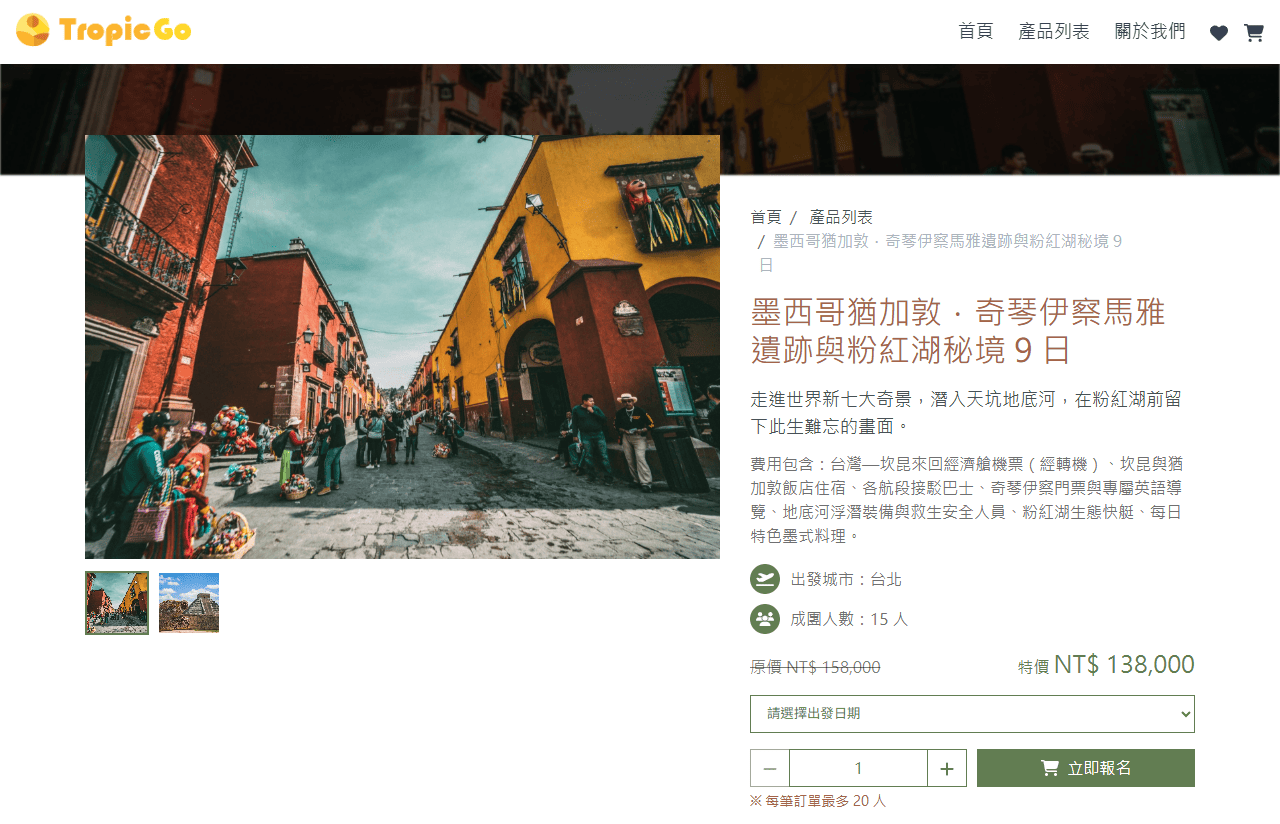 TropicGo
首頁 產品列表 關於我們
首頁 / 產品列表
/ 墨西哥猶加敦．奇琴伊察馬雅遺跡與粉紅湖秘境 9
日
墨西哥猶加敦．奇琴伊察馬雅
遺跡與粉紅湖秘境 9 日
走進世界新七大奇景，潛入天坑地底河，在粉紅湖前留
下此生難忘的畫面。
費用包含：台灣—坎昆來回經濟艙機票（經轉機）、坎昆與猶
加敦飯店住宿、各航段接駁巴士、奇琴伊察門票與專屬英語導
覽、地底河浮潛裝備與救生安全人員、粉紅湖生態快艇、每日
特色墨式料理。
出發城市：台北
成團人數：15 人
原價 NT$ 158,000 特價 NT$ 138,000
請選擇出發日期
− 1 + 立即報名
※ 每筆訂單最多 20 人